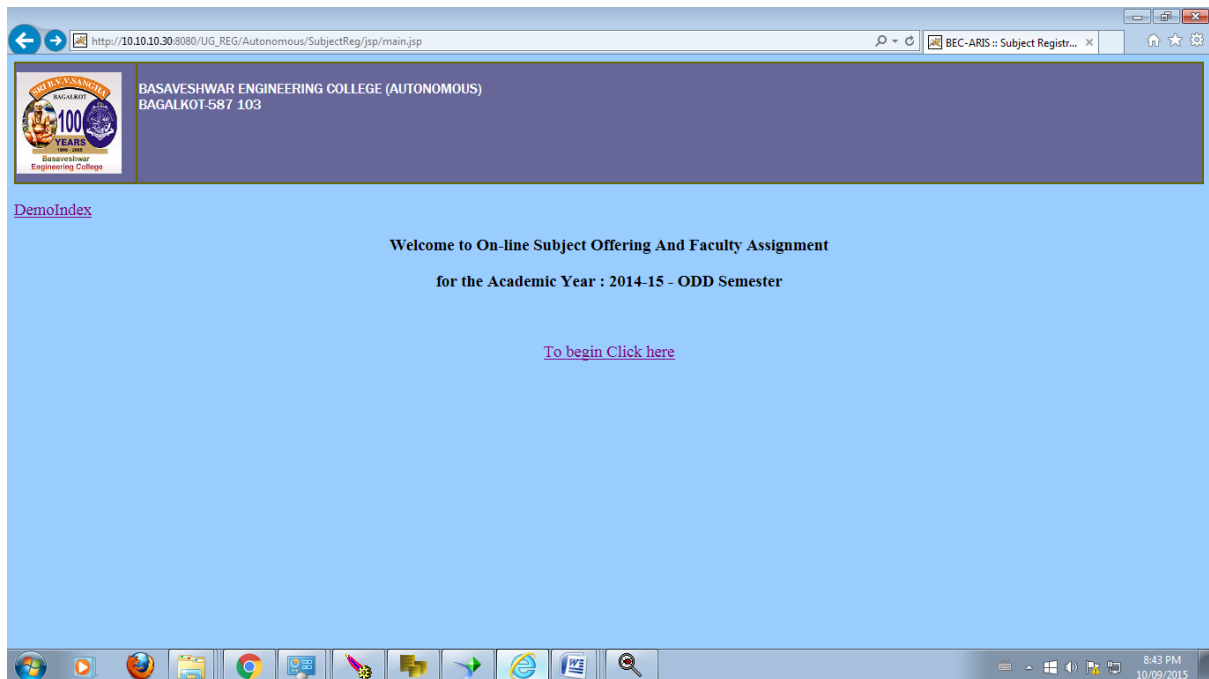 http://10.10.10.30:8080/UG_REG/Autonomous/SubjectReg/jsp/main.jsp
BEC-ARIS :: Subject Registr...
SRI B.V.V.SANGHA
BAGALKOT
100
YEARS
Basaveshwar
Engineering College
BASAVESHWAR ENGINEERING COLLEGE (AUTONOMOUS)
BAGALKOT-587 103
DemoIndex
Welcome to On-line Subject Offering And Faculty Assignment
for the Academic Year : 2014-15 - ODD Semester
To begin Click here
8:43 PM
10/09/2015